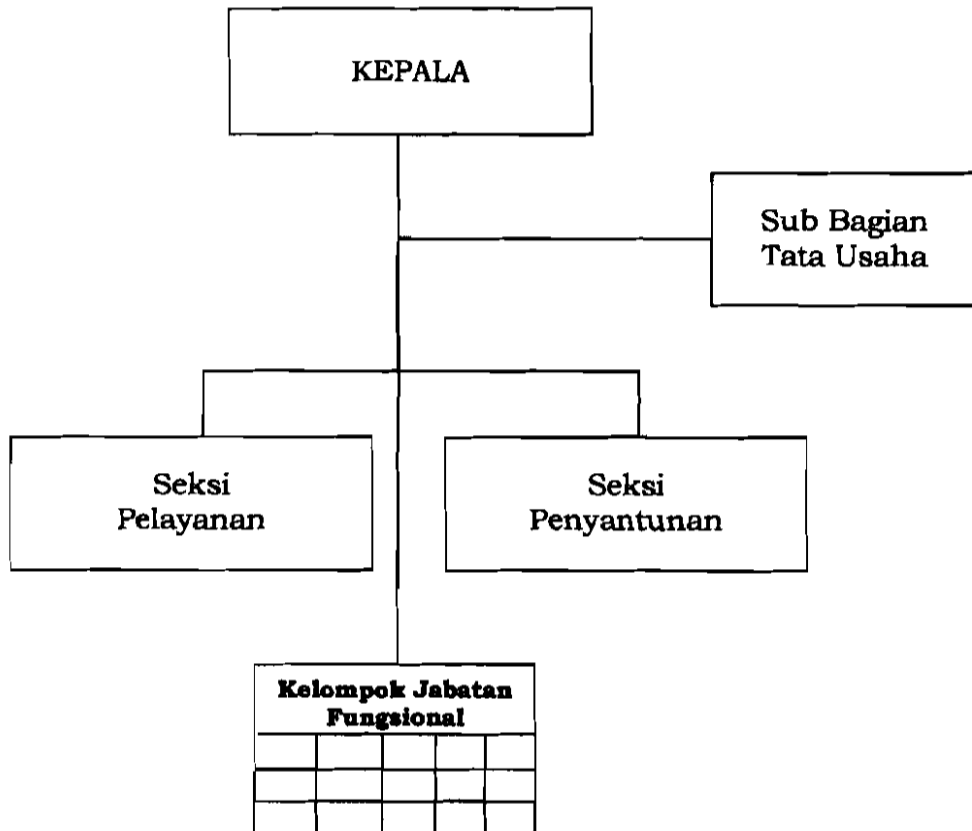 KEPALA
Sub Bagian
Tata Usaha
Seksi
Pelayanan
Seksi
Penyantunan
Kelompok Jabatan
Fungsional